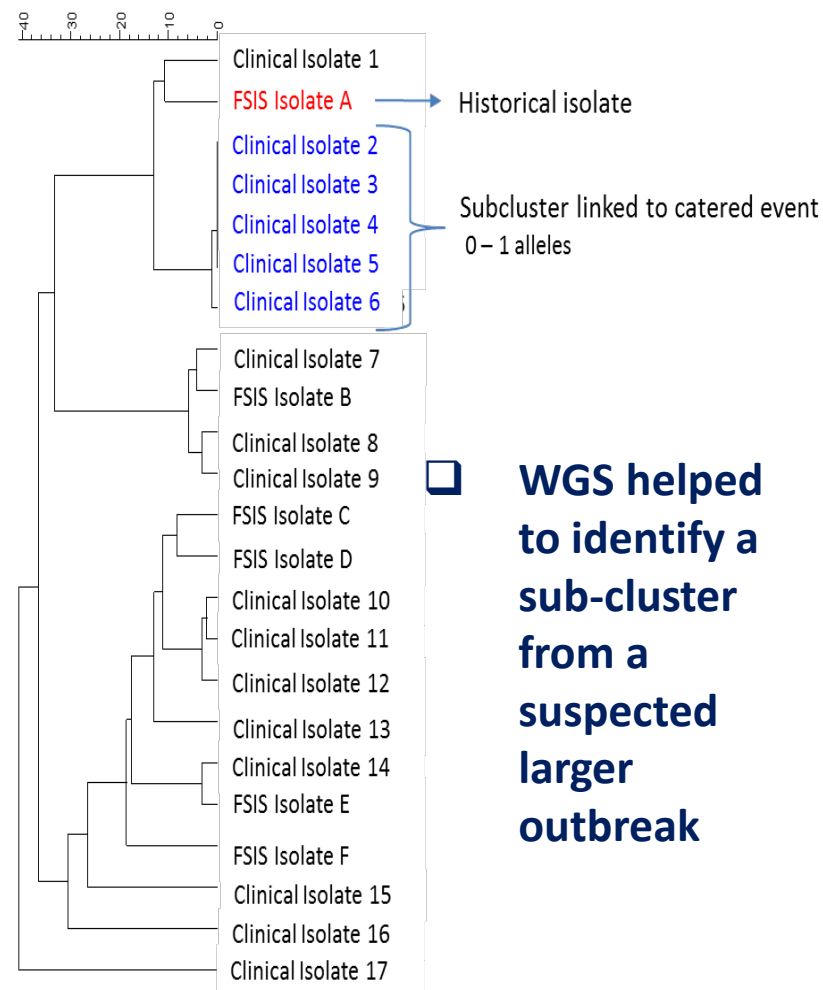 40
30
20
10
0
Clinical Isolate 1
FSIS Isolate A
Historical isolate
Clinical Isolate 2
Clinical Isolate 3
Clinical Isolate 4
Subcluster linked to catered event
0 – 1 alleles
Clinical Isolate 5
Clinical Isolate 6
Clinical Isolate 7
FSIS Isolate B
Clinical Isolate 8
Clinical Isolate 9
FSIS Isolate C
FSIS Isolate D
Clinical Isolate 10
Clinical Isolate 11
Clinical Isolate 12
Clinical Isolate 13
Clinical Isolate 14
FSIS Isolate E
FSIS Isolate F
Clinical Isolate 15
Clinical Isolate 16
Clinical Isolate 17
❑ WGS helped
to identify a
sub-cluster
from a
suspected
larger
outbreak